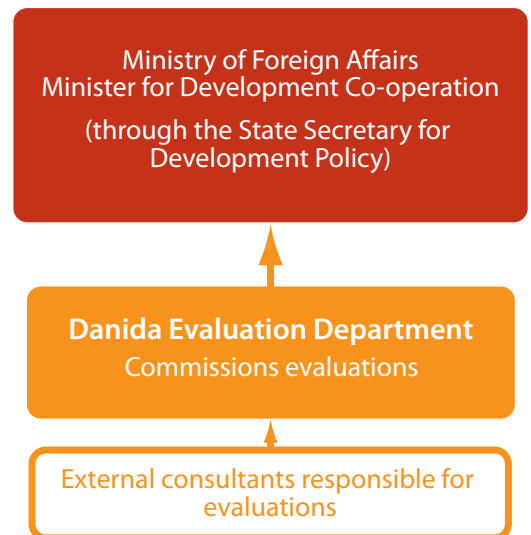 Ministry of Foreign Affairs
Minister for Development Co-operation
(through the State Secretary for
Development Policy)
Danida Evaluation Department
Commissions evaluations
External consultants responsible for
evaluations